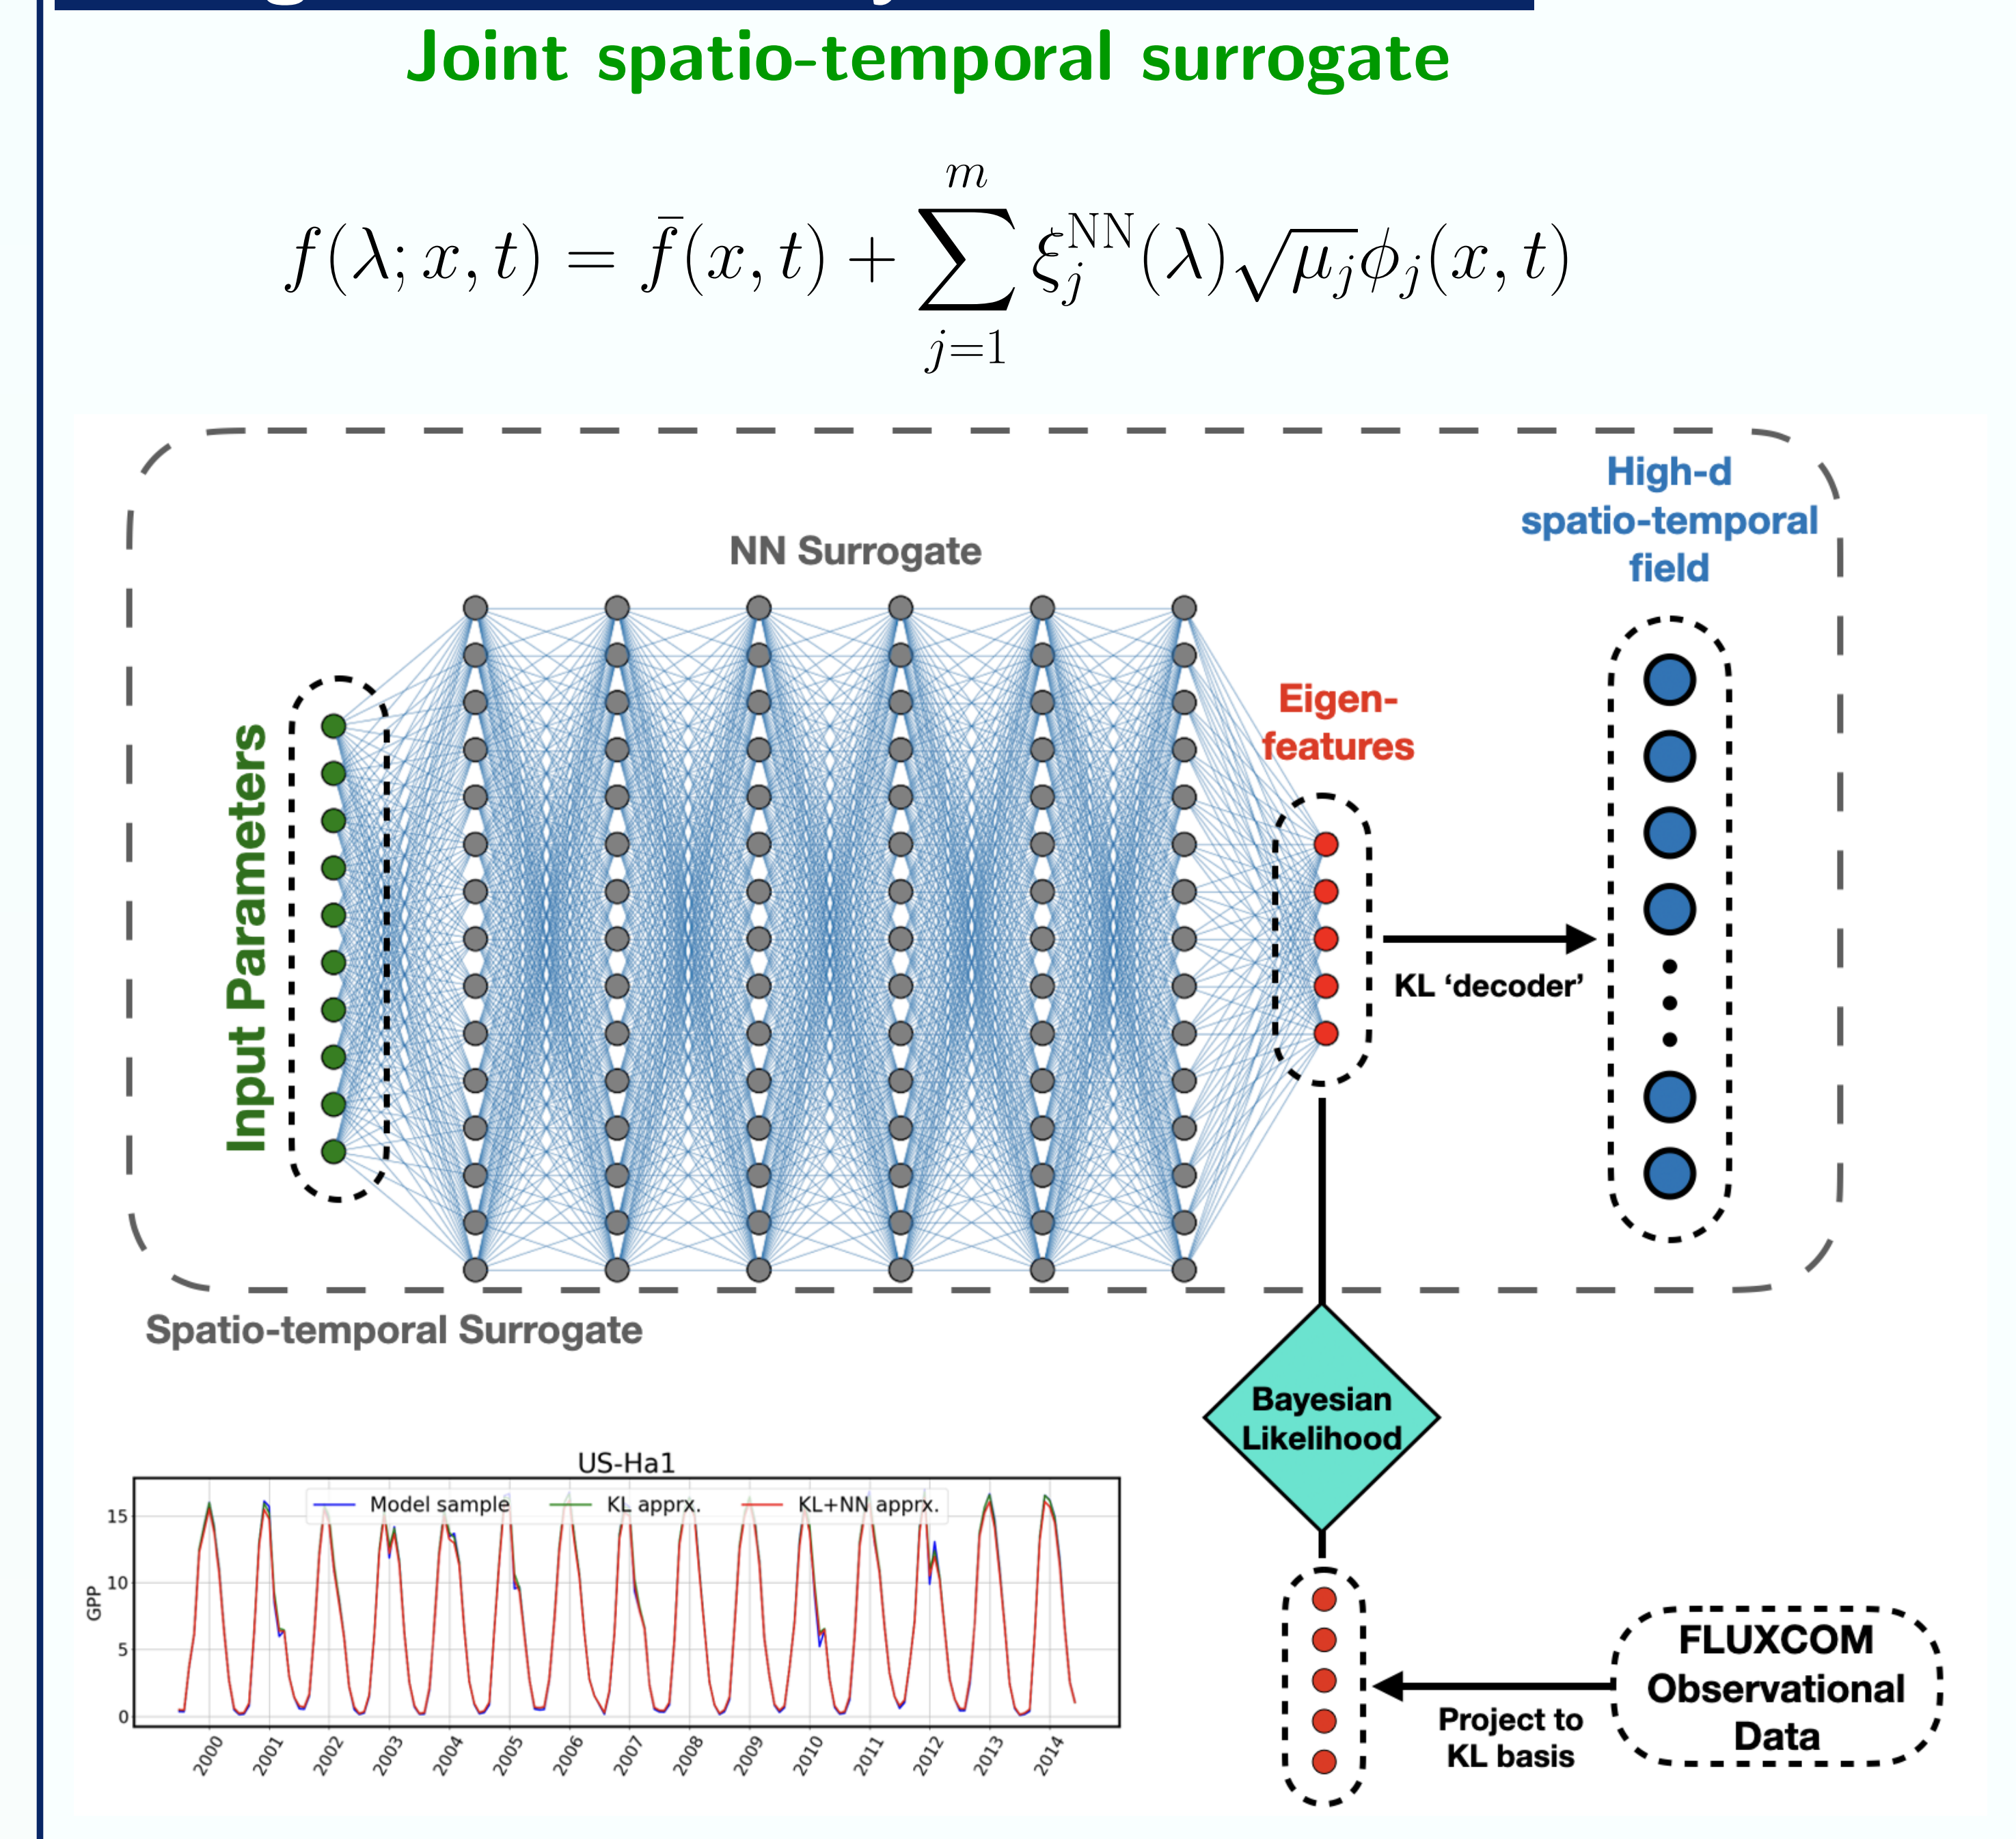 Joint spatio-temporal surrogate
f(λ; x, t) = f̄(x, t) + ∑_{j=1}^{m} ξ_j^{NN}(λ)√μ_j ϕ_j(x, t)
High-d
spatio-temporal
field
NN Surrogate
Eigen-
features
Input Parameters
KL ‘decoder’
Spatio-temporal Surrogate
Bayesian
Likelihood
US-Ha1
Model sample KL apprx. KL+NN apprx.
15
10
5
0
GPP
2000 2001 2002 2003 2004 2005 2006 2007 2008 2009 2010 2011 2012 2013 2014
FLUXCOM
Observational
Data
Project to
KL basis